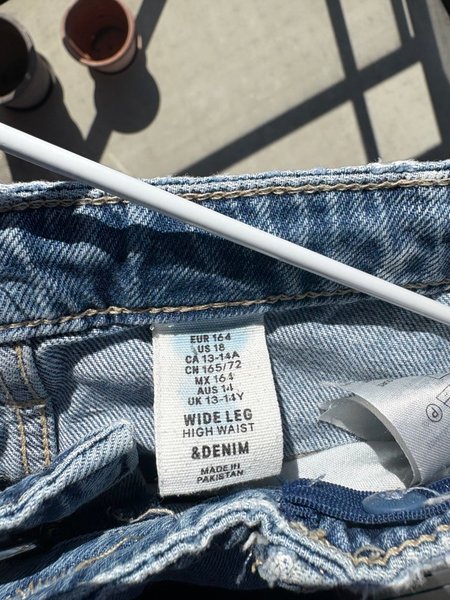 EUR 164
US 18
CA 13-14A
CH 165/72
MX 164
AUS 14
UK 13-14Y
WIDE LEG
HIGH WAIST
&DENIM
MADE IN
PAKISTAN
P